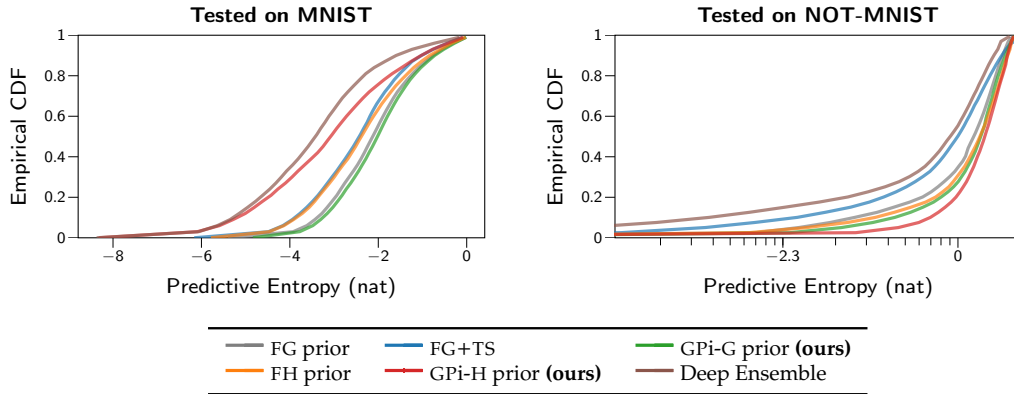 Tested on MNIST
Tested on NOT-MNIST
Empirical CDF
1
0.8
0.6
0.4
0.2
0
−8
−6
−4
−2
0
Predictive Entropy (nat)
Empirical CDF
1
0.8
0.6
0.4
0.2
0
−2.3
0
Predictive Entropy (nat)
FG prior
FG+TS
GPi-G prior (ours)
FH prior
GPi-H prior (ours)
Deep Ensemble